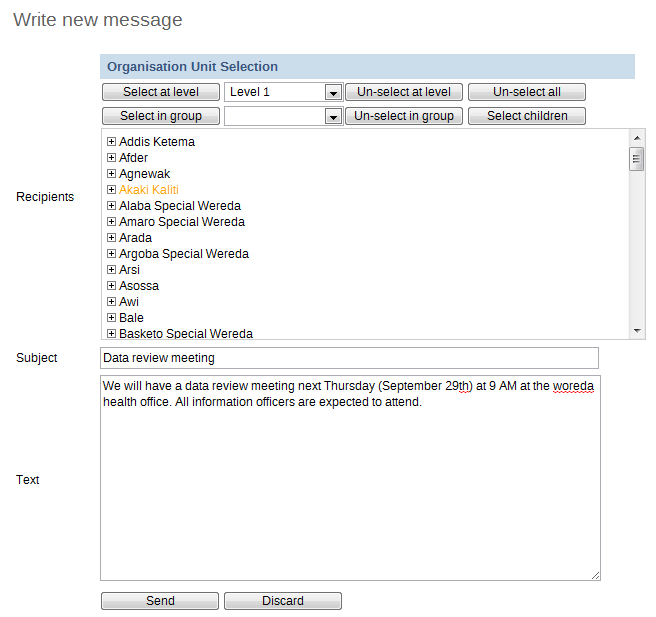 Write new message
Organisation Unit Selection
Select at level Level 1 Un-select at level Un-select all
Select in group Un-select in group Select children
Addis Ketema
Afder
Agnewak
Akaki Kaliti
Recipients
Alaba Special Wereda
Amaro Special Wereda
Arada
Argoba Special Wereda
Arsi
Asossa
Awi
Bale
Basketo Special Wereda
Subject Data review meeting
We will have a data review meeting next Thursday (September 29th) at 9 AM at the woreda
health office. All information officers are expected to attend.
Text
Send Discard